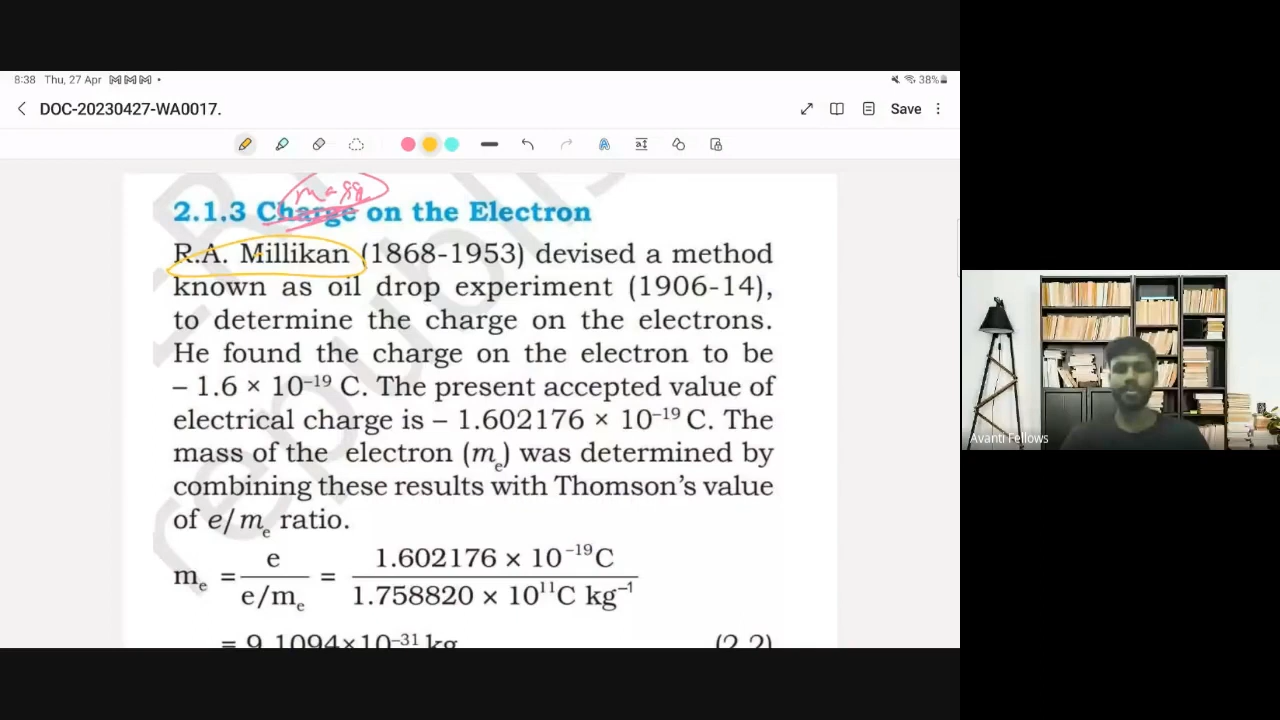 8:38 Thu, 27 Apr
38%
DOC-20230427-WA0017.
Save
mass
2.1.3 Charge on the Electron
R.A. Millikan (1868-1953) devised a method
known as oil drop experiment (1906-14),
to determine the charge on the electrons.
He found the charge on the electron to be
– 1.6 × 10⁻¹⁹ C. The present accepted value of
electrical charge is – 1.602176 × 10⁻¹⁹ C. The
mass of the electron (mₑ) was determined by
combining these results with Thomson's value
of e/mₑ ratio.
mₑ = e / e/mₑ = 1.602176 × 10⁻¹⁹C / 1.758820 × 10¹¹C kg⁻¹
= 9.1094×10⁻³¹ kg (2.2)
Avanti Fellows